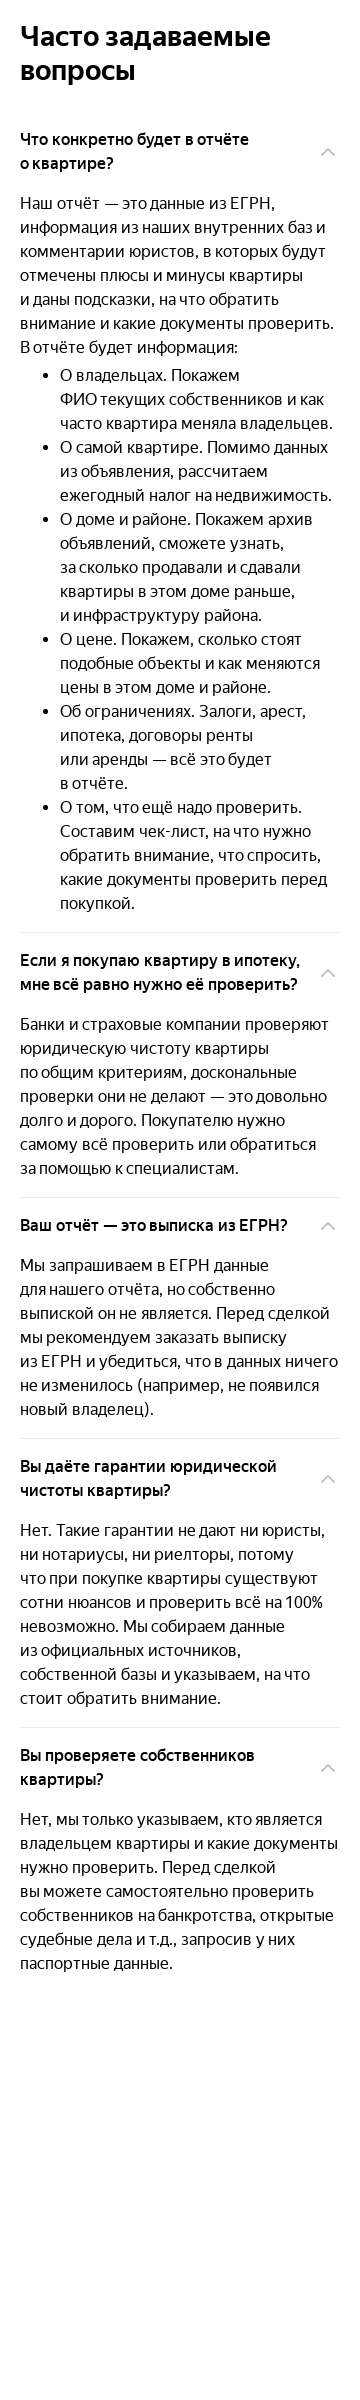 Часто задаваемые
вопросы
Что конкретно будет в отчёте
о квартире?
Наш отчёт — это данные из ЕГРН,
информация из наших внутренних баз и
комментарии юристов, в которых будут
отмечены плюсы и минусы квартиры
и даны подсказки, на что обратить
внимание и какие документы проверить.
В отчёте будет информация:
• О владельцах. Покажем
ФИО текущих собственников и как
часто квартира меняла владельцев.
• О самой квартире. Помимо данных
из объявления, рассчитаем
ежегодный налог на недвижимость.
• О доме и районе. Покажем архив
объявлений, сможете узнать,
за сколько продавали и сдавали
квартиры в этом доме раньше,
и инфраструктуру района.
• О цене. Покажем, сколько стоят
подобные объекты и как меняются
цены в этом доме и районе.
• Об ограничениях. Залоги, арест,
ипотека, договоры ренты
или аренды — всё это будет
в отчёте.
• О том, что ещё надо проверить.
Составим чек-лист, на что нужно
обратить внимание, что спросить,
какие документы проверить перед
покупкой.
Если я покупаю квартиру в ипотеку,
мне всё равно нужно её проверить?
Банки и страховые компании проверяют
юридическую чистоту квартиры
по общим критериям, доскональные
проверки они не делают — это довольно
долго и дорого. Покупателю нужно
самому всё проверить или обратиться
за помощью к специалистам.
Ваш отчёт — это выписка из ЕГРН?
Мы запрашиваем в ЕГРН данные
для нашего отчёта, но собственно
выпиской он не является. Перед сделкой
мы рекомендуем заказать выписку
из ЕГРН и убедиться, что в данных ничего
не изменилось (например, не появился
новый владелец).
Вы даёте гарантии юридической
чистоты квартиры?
Нет. Такие гарантии не дают ни юристы,
ни нотариусы, ни риелторы, потому
что при покупке квартиры существуют
сотни нюансов и проверить всё на 100%
невозможно. Мы собираем данные
из официальных источников,
собственной базы и указываем, на что
стоит обратить внимание.
Вы проверяете собственников
квартиры?
Нет, мы только указываем, кто является
владельцем квартиры и какие документы
нужно проверить. Перед сделкой
вы можете самостоятельно проверить
собственников на банкротства, открытые
судебные дела и т.д., запросив у них
паспортные данные.